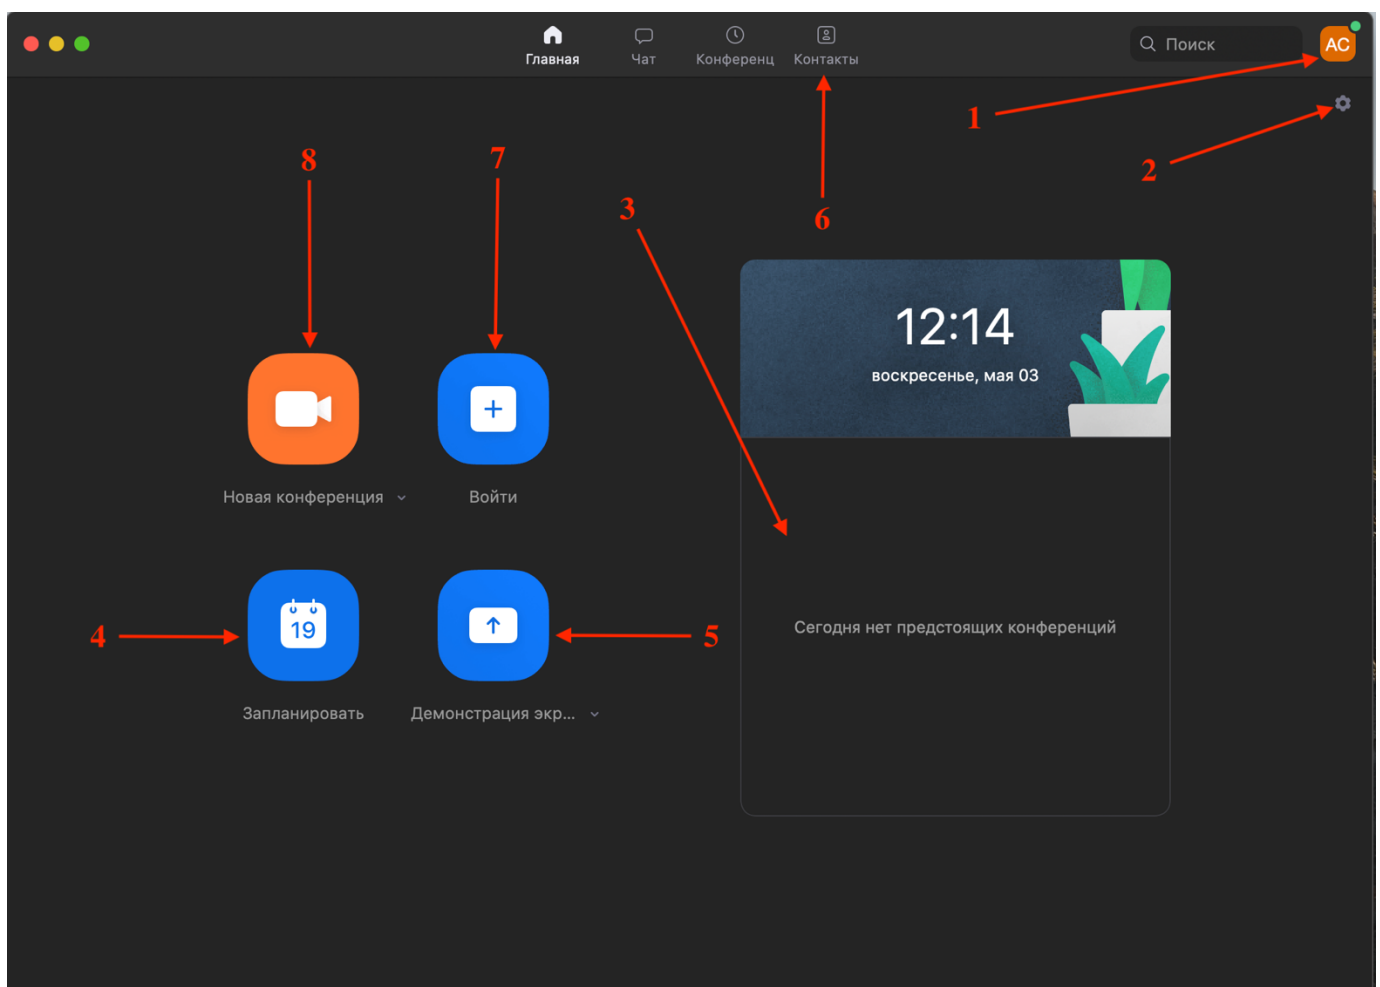 Главная
Чат
Конференц
Контакты
Поиск
АС
1
2
8
7
3
6
12:14
воскресенье, мая 03
Новая конференция
Войти
19
4
5
Сегодня нет предстоящих конференций
Запланировать
Демонстрация экр...